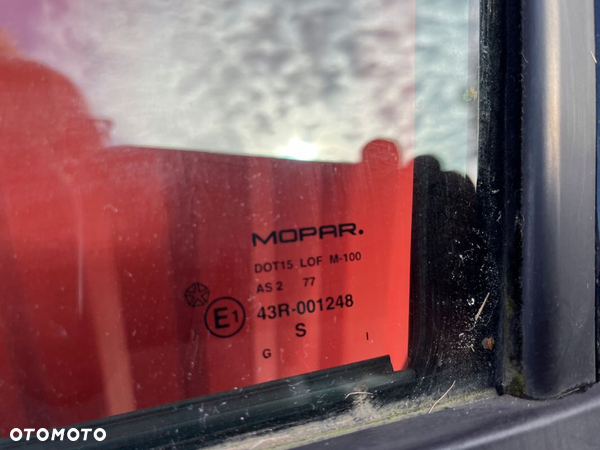 MOPAR.
DOT15 LOF M-100
AS 2 77
E1 43R-001248
S
G I
OTOMOTO